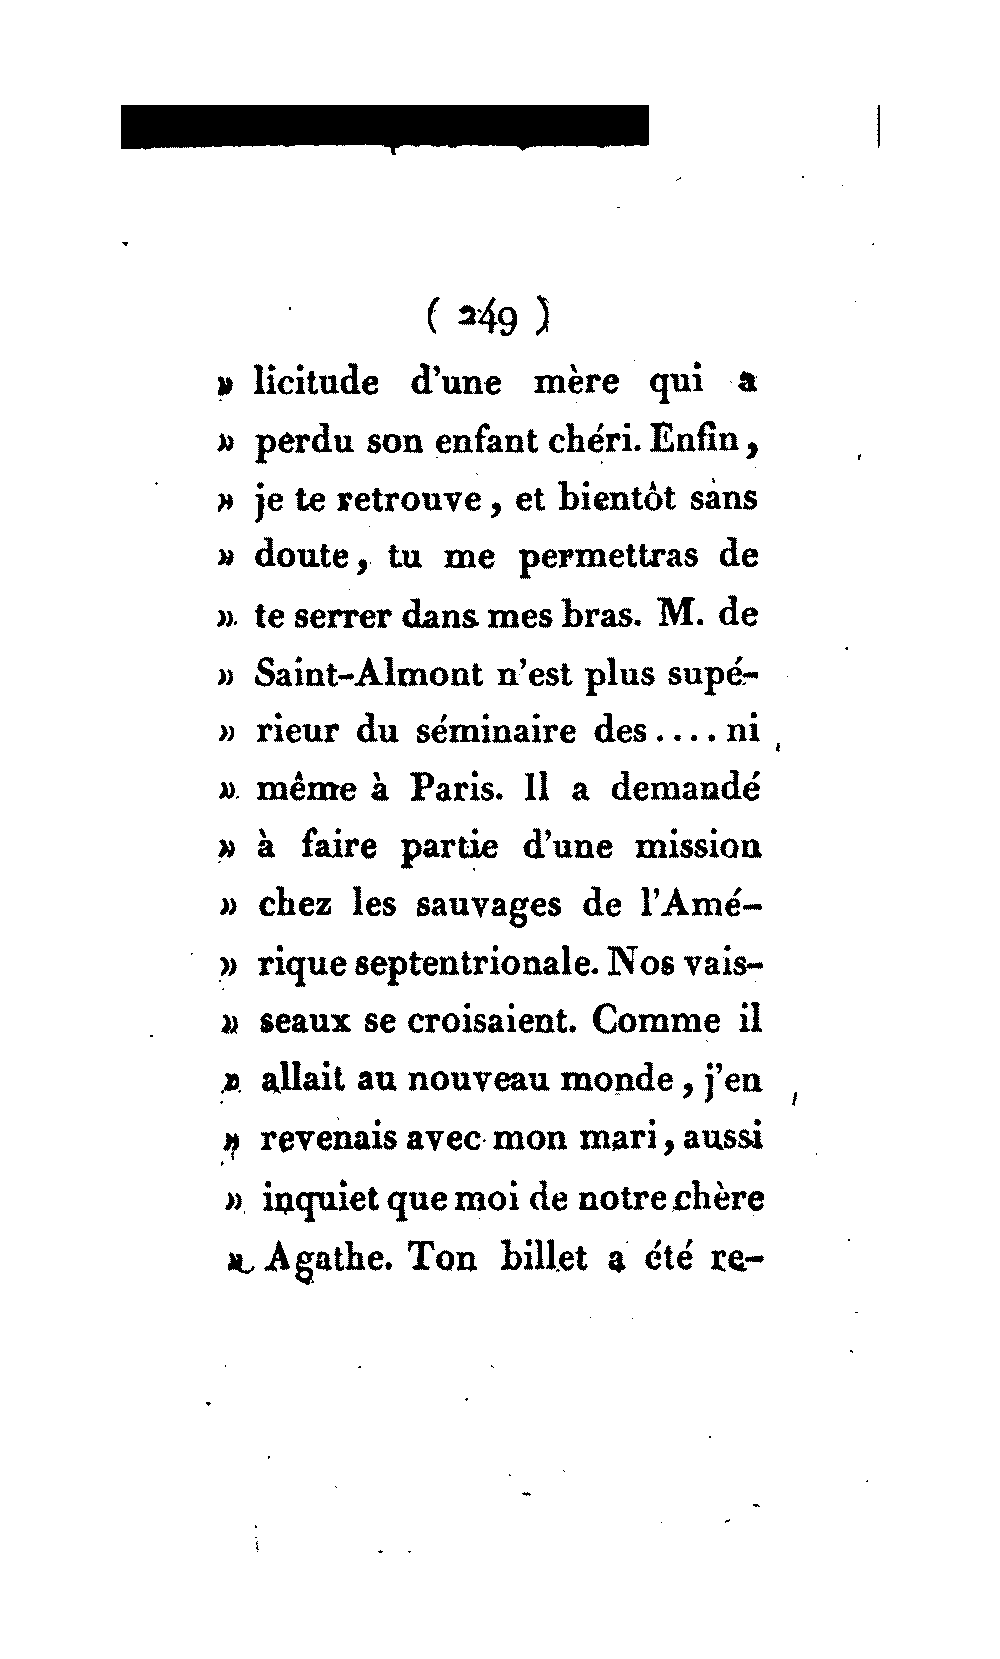 ( 249 )
» licitude d'une mère qui a
» perdu son enfant chéri. Enfin,
» je te retrouve, et bientôt sans
» doute, tu me permettras de
» te serrer dans mes bras. M. de
» Saint-Almont n'est plus supé-
» rieur du séminaire des.... ni
» même à Paris. Il a demandé
» à faire partie d'une mission
» chez les sauvages de l'Amé-
» rique septentrionale. Nos vais-
» seaux se croisaient. Comme il
» allait au nouveau monde, j'en
» revenais avec mon mari, aussi
» inquiet que moi de notre chère
» Agathe. Ton billet a été re-